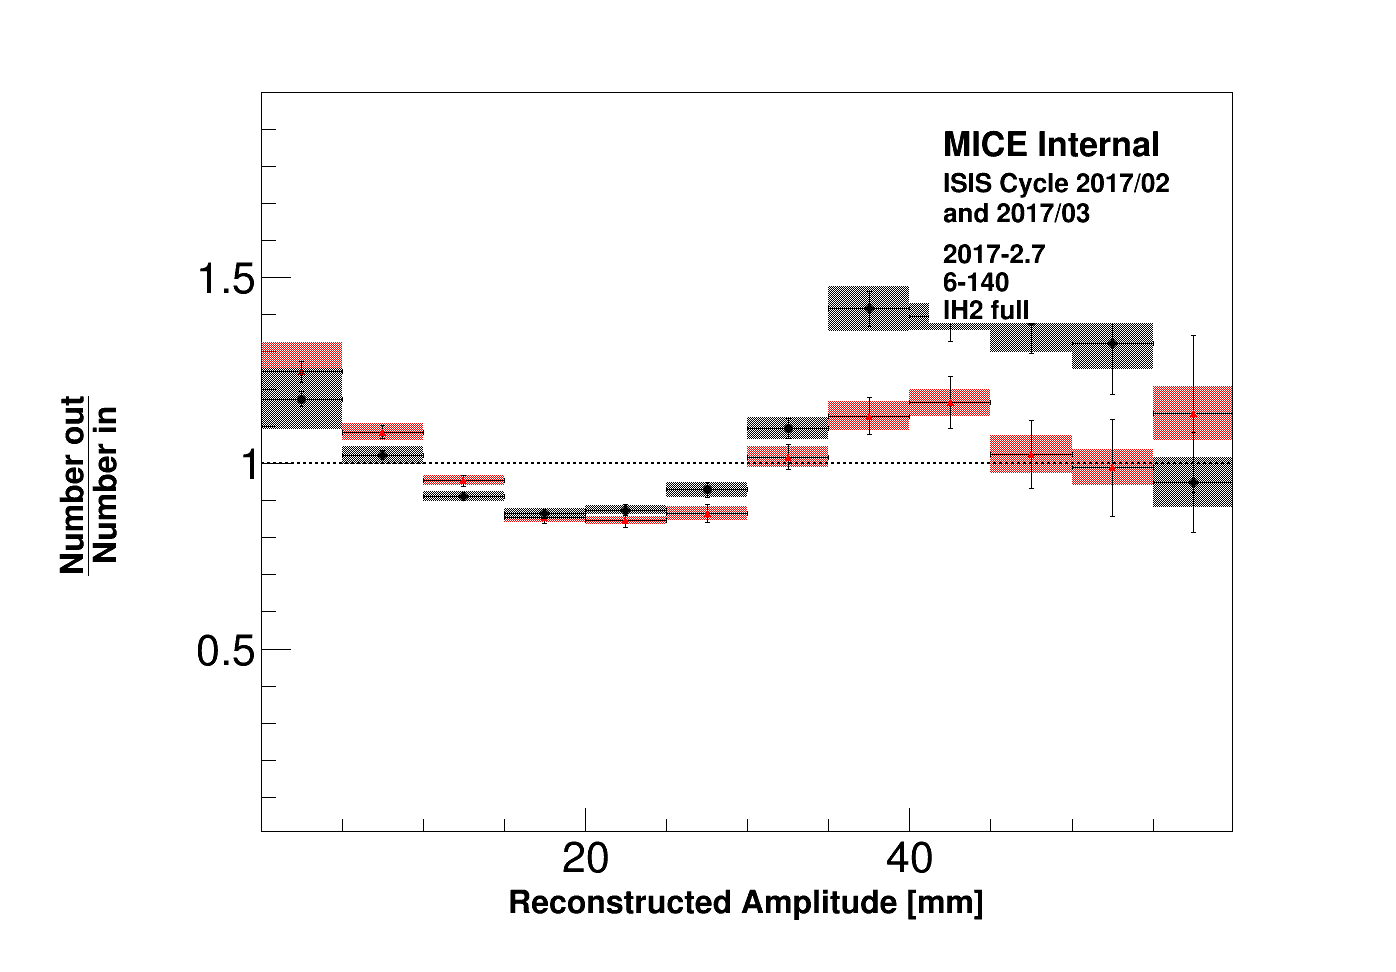 MICE Internal
ISIS Cycle 2017/02
and 2017/03
2017-2.7
6-140
IH2 full
1.5
1
0.5
Number out
Number in
20
40
Reconstructed Amplitude [mm]